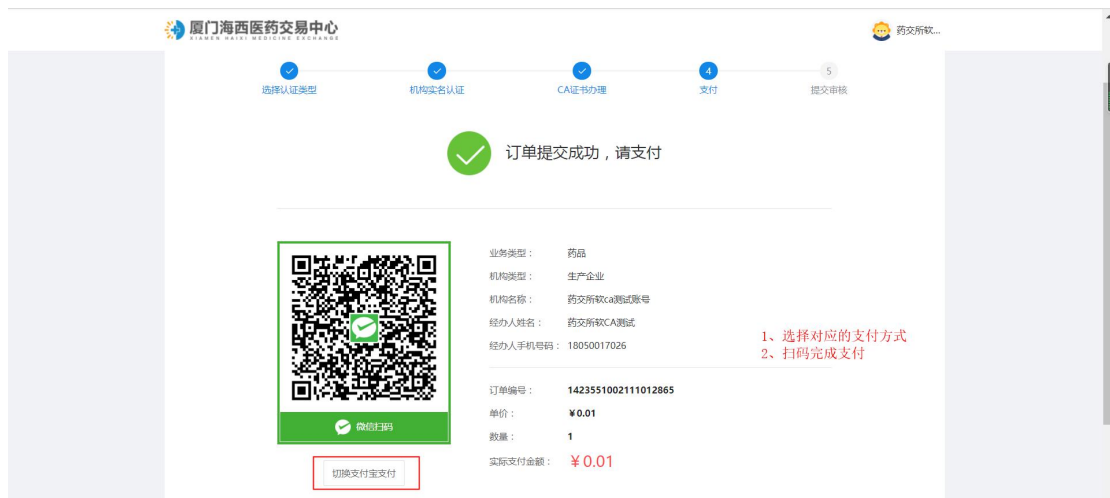 厦门海西医药交易中心
XIAMEN HAIXI MEDICINE EXCHANGE
药交所软...
4
5
选择认证类型
机构实名认证
CA证书办理
支付
提交审核
订单提交成功,请支付
业务类型:
药品
机构类型:
生产企业
机构名称:
药交所软ca测试账号
经办人姓名:
药交所软CA测试
经办人手机号码:
18050017026
1、选择对应的支付方式
2、扫码完成支付
订单编号:
1423551002111012865
单价:
¥0.01
数量:
1
实际支付金额:
¥0.01
微信扫码
切换支付宝支付